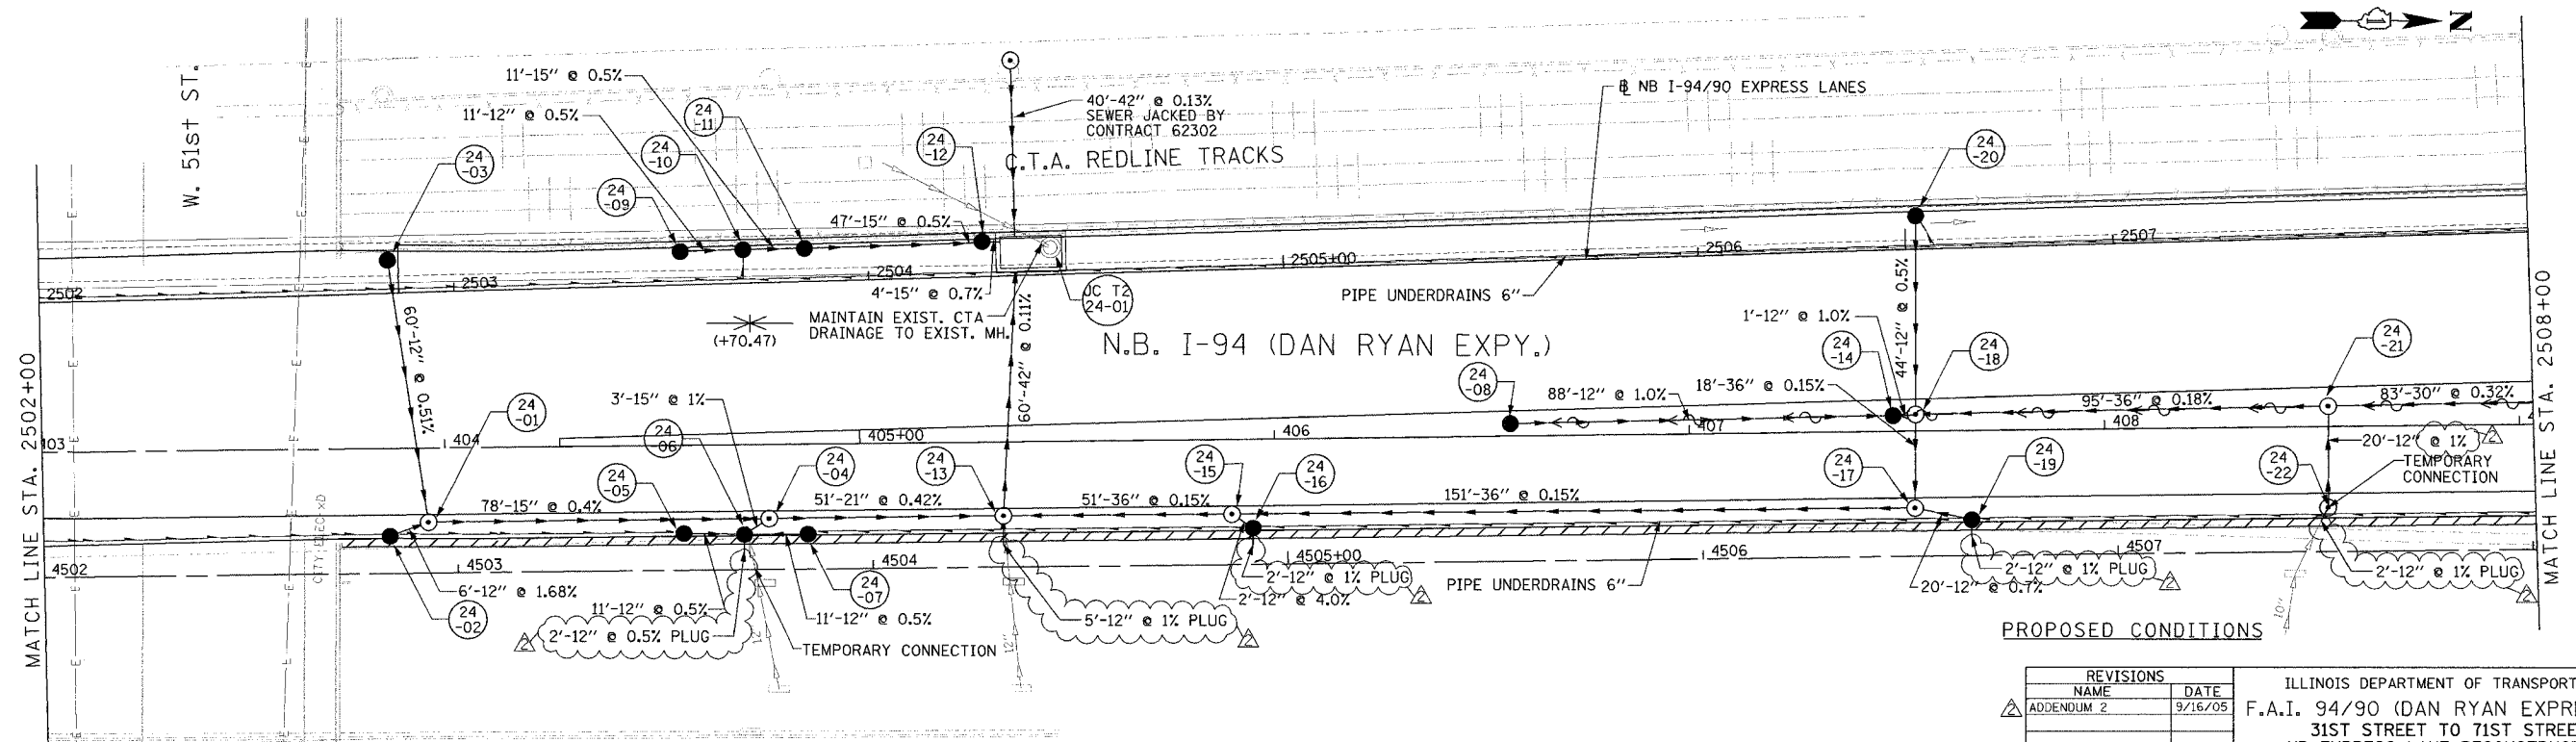 W. 51st ST.
N
11'-15" @ 0.5%
11'-12" @ 0.5%
24
-11
24
-10
24
-09
24
-03
24
-12
40'-42" @ 0.13%
SEWER JACKED BY
CONTRACT 62302
C.T.A. REDLINE TRACKS
℄ NB I-94/90 EXPRESS LANES
24
-20
47'-15" @ 0.5%
2502
2503
2504
2505+00
2506
2507
4'-15" @ 0.7%
JC T2
24-01
MAINTAIN EXIST. CTA
DRAINAGE TO EXIST. MH.
(+70.47)
PIPE UNDERDRAINS 6"
N.B. I-94 (DAN RYAN EXPY.)
60'-12" @ 0.51%
60'-42" @ 0.11%
44'-12" @ 0.5%
1'-12" @ 1.0%
24
-14
24
-18
24
-21
24
-08
88'-12" @ 1.0%
18'-36" @ 0.15%
95'-36" @ 0.18%
83'-30" @ 0.32%
MATCH LINE STA. 2502+00
MATCH LINE STA. 2508+00
3'-15" @ 1%
24
-01
24
-06
403
404
405+00
406
407
408
4
20'-12" @ 1%
2
TEMPORARY
CONNECTION
24
-05
24
-04
24
-13
24
-15
24
-16
24
-17
24
-19
24
-22
78'-15" @ 0.4%
51'-21" @ 0.42%
51'-36" @ 0.15%
151'-36" @ 0.15%
4502
4503
4504
4505+00
4506
4507
6'-12" @ 1.68%
24
-02
11'-12" @ 0.5%
2
2'-12" @ 0.5% PLUG
11'-12" @ 0.5%
24
-07
TEMPORARY CONNECTION
12"
5'-12" @ 1% PLUG
2
12"
2'-12" @ 1% PLUG
2
2'-12" @ 4.0%
PIPE UNDERDRAINS 6"
2'-12" @ 1% PLUG
2
20'-12" @ 0.7%
2'-12" @ 1% PLUG
2
10"
PROPOSED CONDITIONS
REVISIONS
NAME DATE
2 ADDENDUM 2 9/16/05
ILLINOIS DEPARTMENT OF TRANSPORT
F.A.I. 94/90 (DAN RYAN EXPRE
31ST STREET TO 71ST STREE